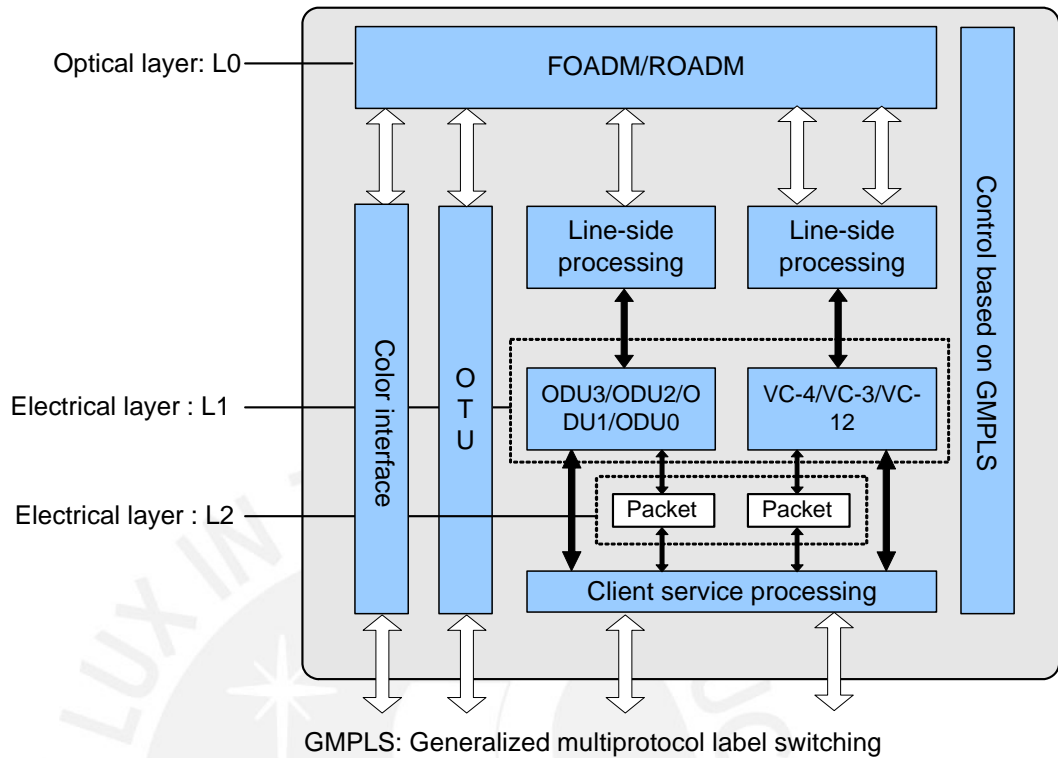 Optical layer: L0
FOADM/ROADM
Control based on GMPLS
Color interface
O
T
U
Line-side
processing
Line-side
processing
Electrical layer : L1
ODU3/ODU2/O
DU1/ODU0
VC-4/VC-3/VC-
12
Electrical layer : L2
Packet
Packet
Client service processing
LUX IN
GMPLS: Generalized multiprotocol label switching